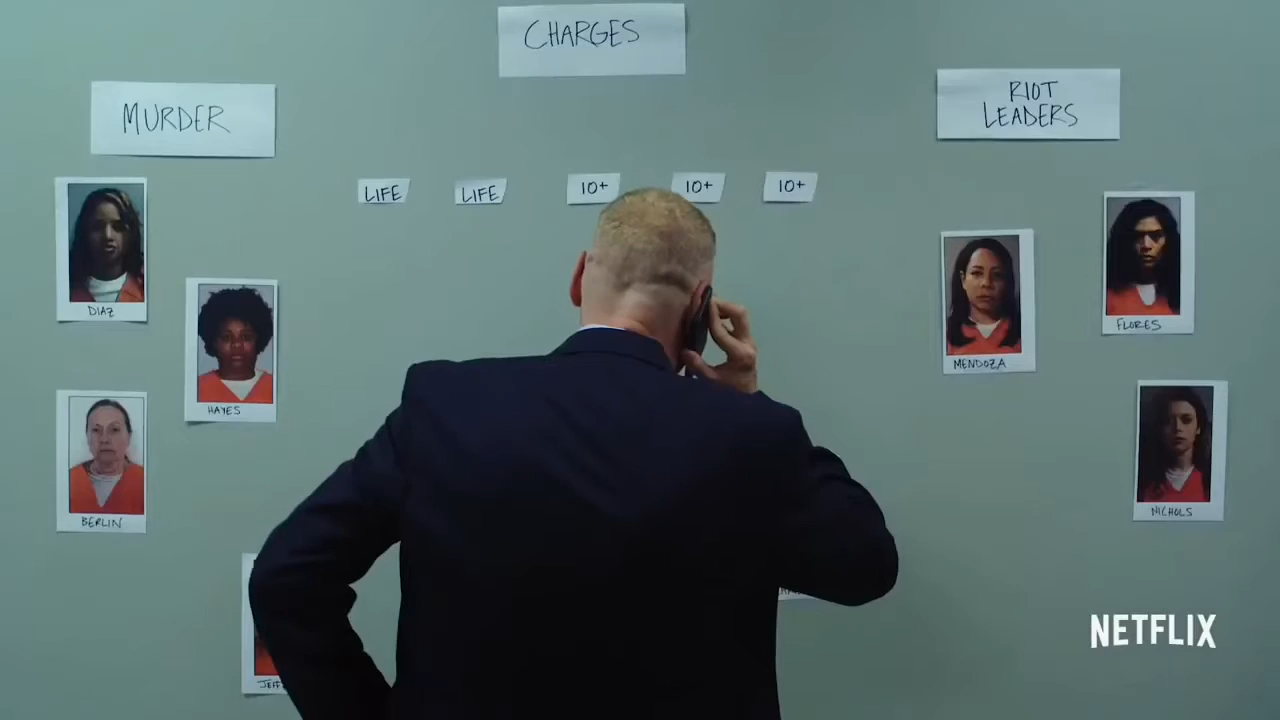 CHARGES
MURDER
RIOT
LEADERS
LIFE
LIFE
10+
10+
10+
DIAZ
HAYES
BERLIN
MENDOZA
FLORES
NICHOLS
NETFLIX